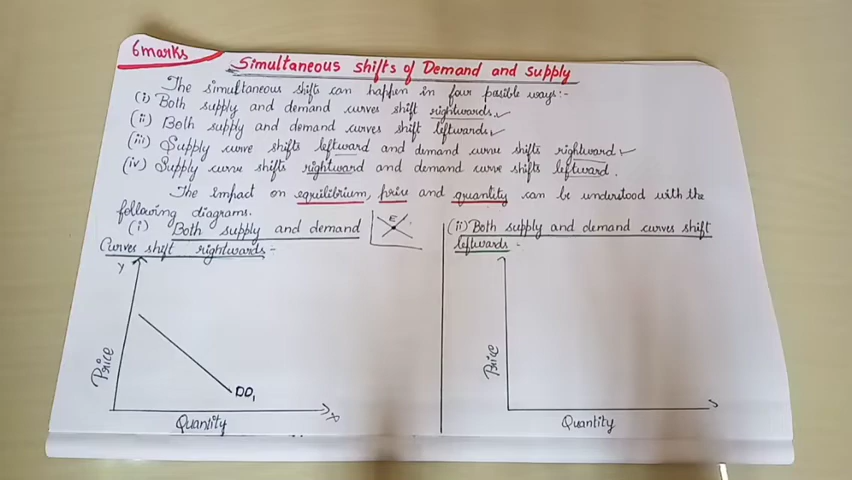 6marks
Simultaneous shifts of Demand and Supply
The simultaneous shifts can happen in four posible ways:-
(i) Both supply and demand curves shift rightwards.
(ii) Both supply and demand curves shift leftwards.
(iii) Supply curve shifts leftward and demand curve shifts rightward
(iv) Supply curve shifts rightward and demand curve shifts leftward.
The Impact on equilibrium, price and quantity can be understood with the
following diagrams.
(i) Both supply and demand
Curves shift rightwards -
E
Y
Price
DD1
Quantity
X
(ii) Both supply and demand curves shift
leftwards -
Price
Quantity